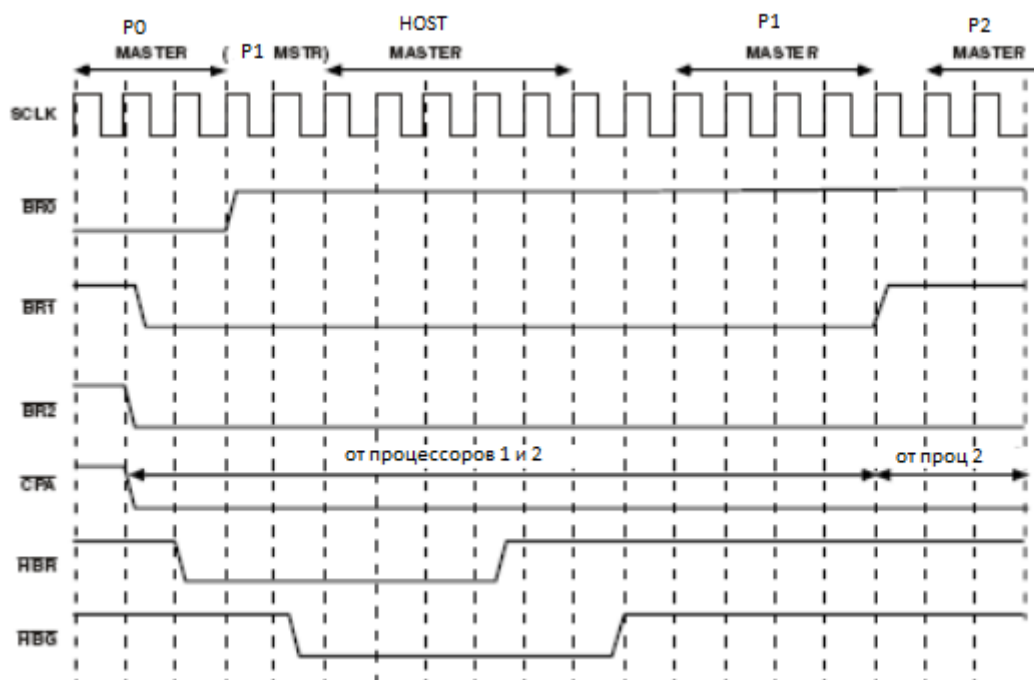 P0 HOST P1 P2
MASTER ( P1 MSTR) MASTER MASTER MASTER
SCLK
BR0
BR1
BR2
от процессоров 1 и 2 от проц 2
CPA
HBR
HBG